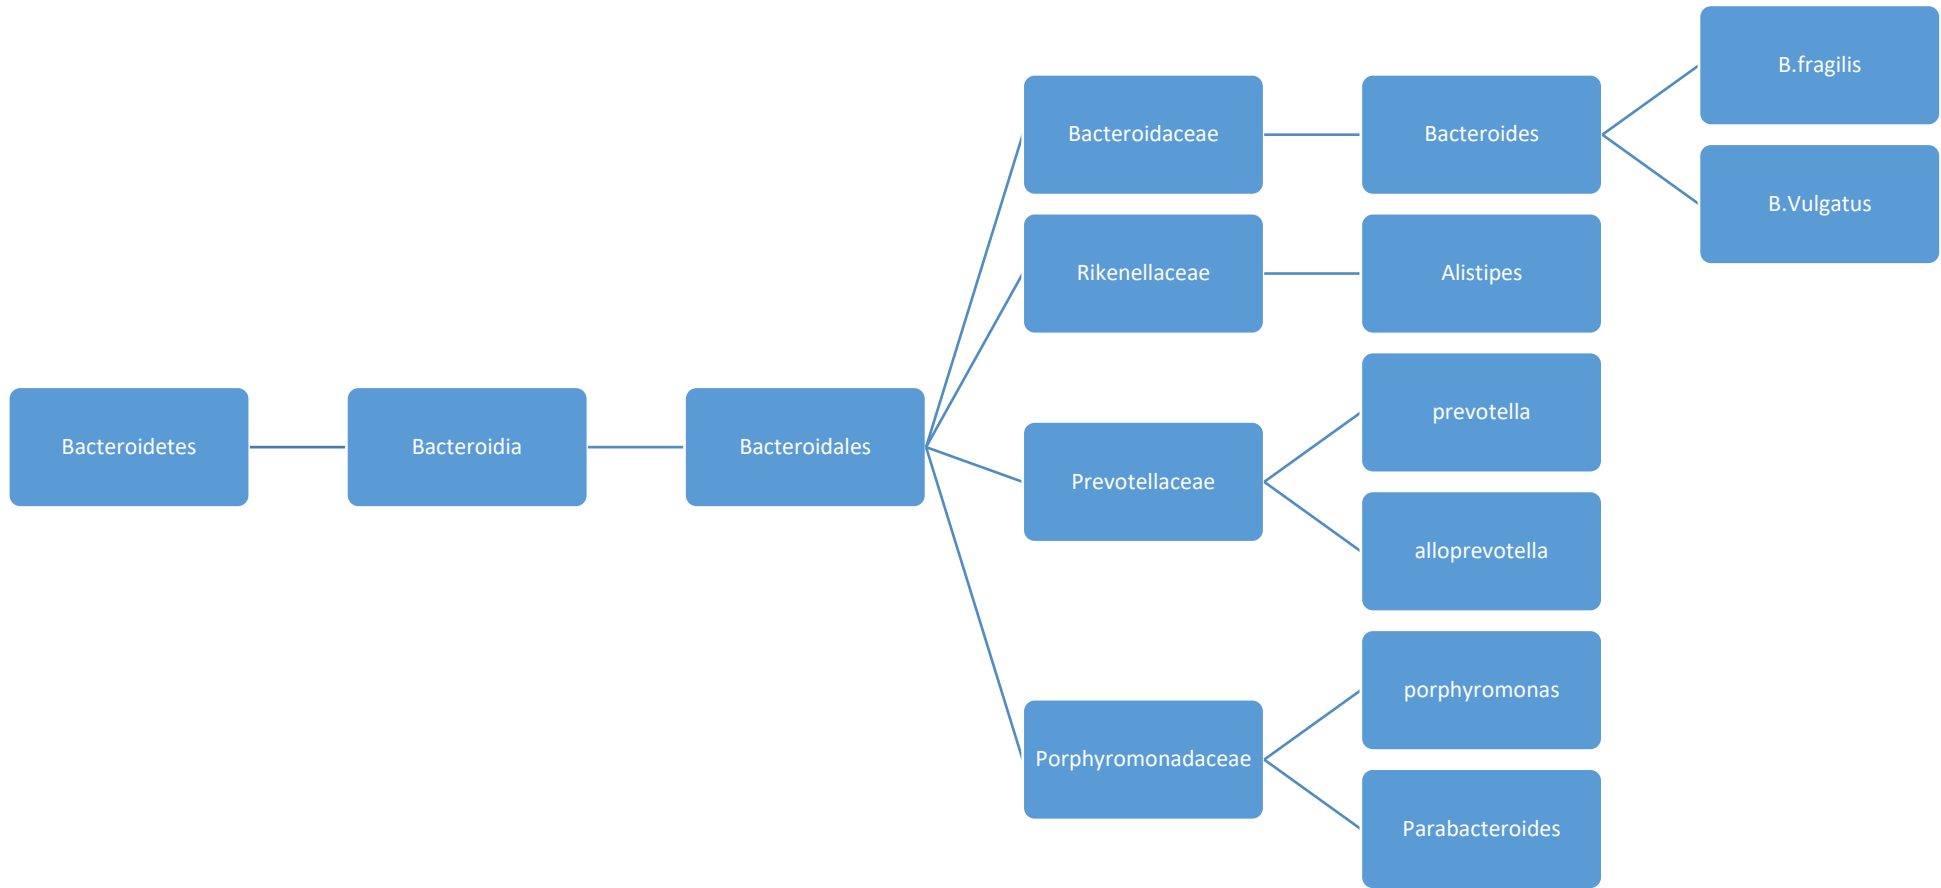 B.fragilis
Bacteroidaceae
Bacteroides
B.Vulgatus
Rikenellaceae
Alistipes
prevotella
Bacteroidetes
Bacteroidia
Bacteroidales
Prevotellaceae
alloprevotella
porphyromonas
Porphyromonadaceae
Parabacteroides